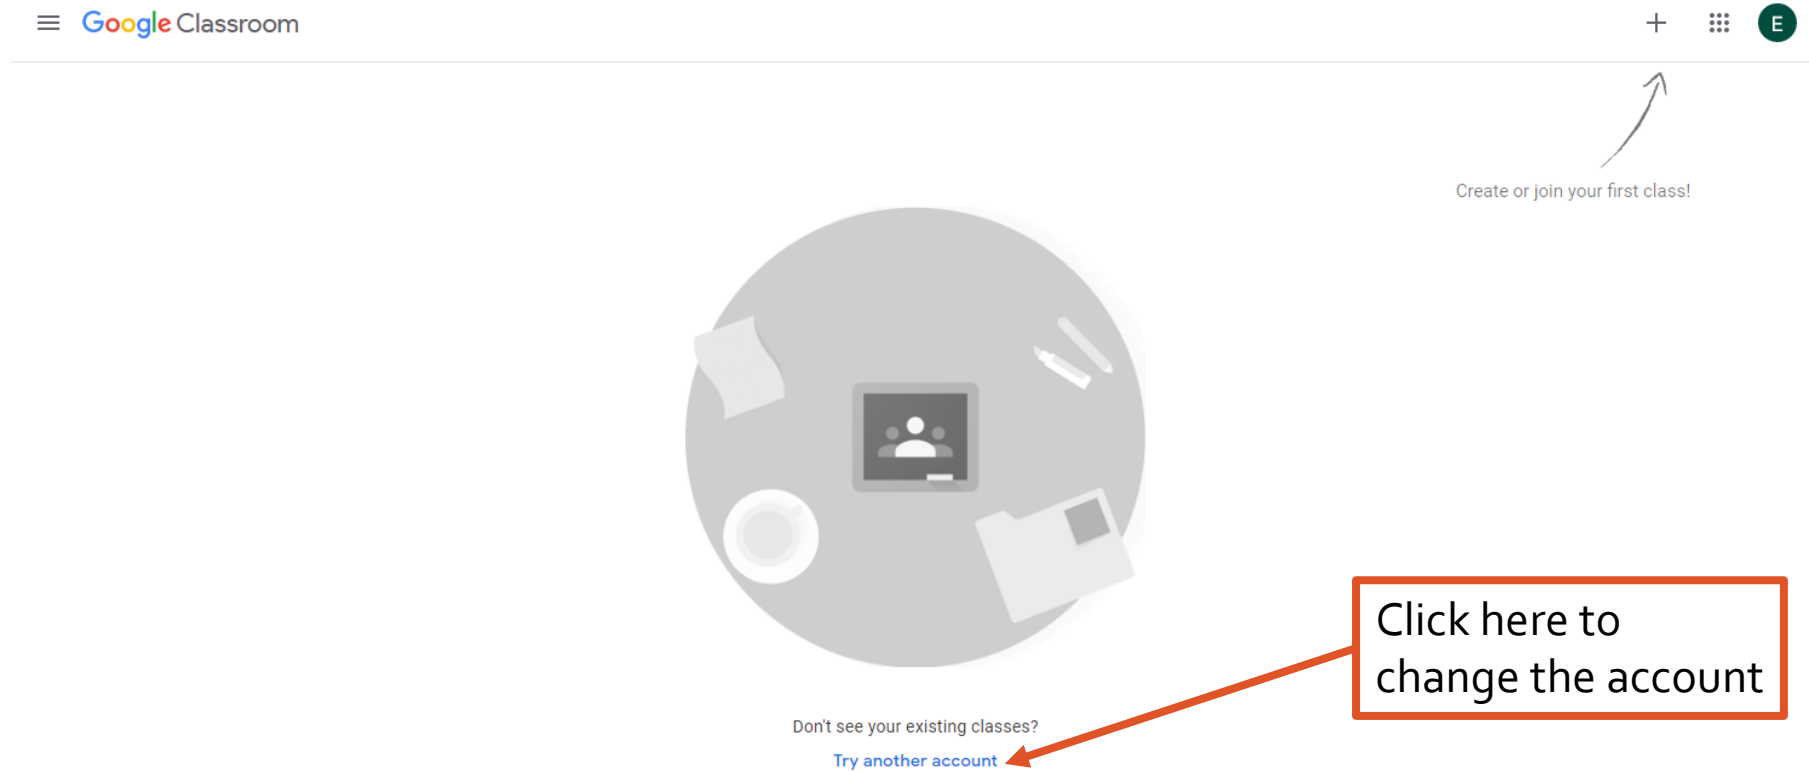 Google Classroom
E
Create or join your first class!
Click here to
change the account
Don't see your existing classes?
Try another account